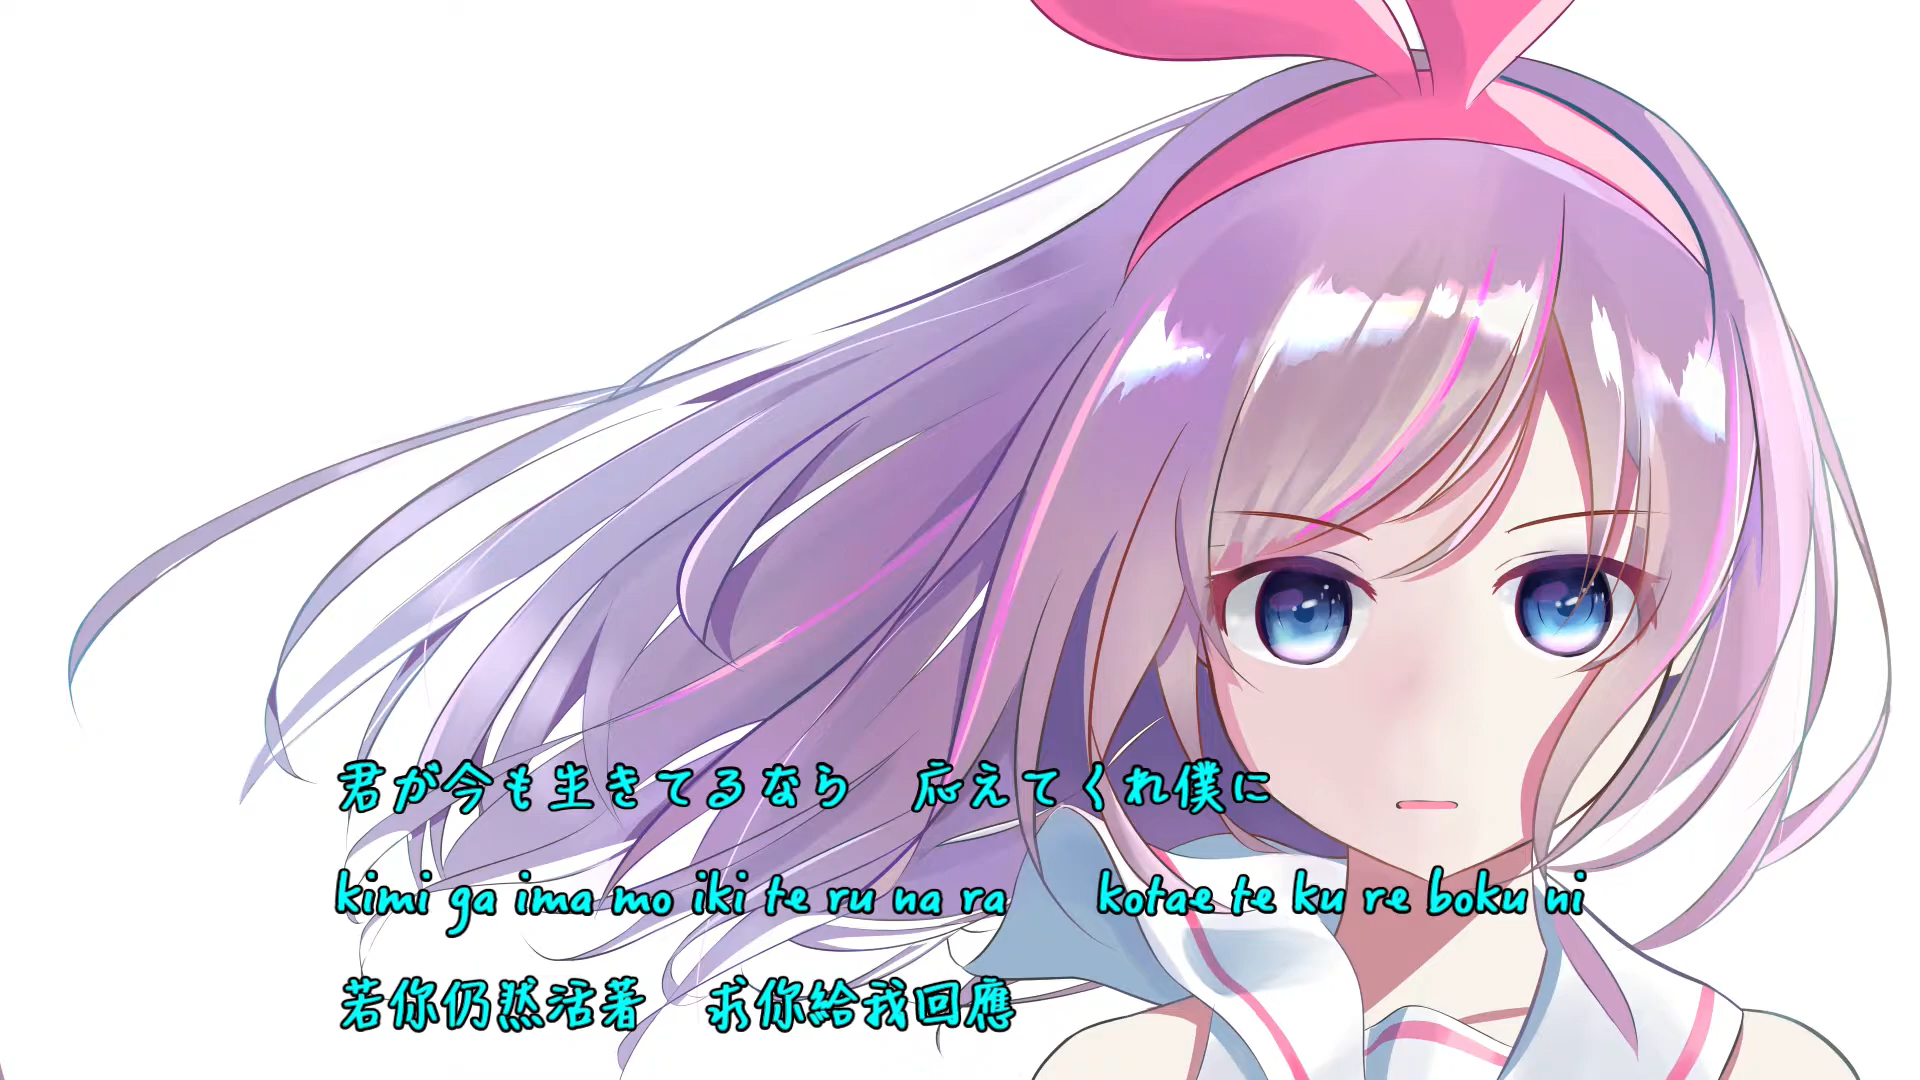 君が今も生きてるなら　応えてくれ僕に
kimi ga ima mo iki te ru na ra　kotae te ku re boku ni
若你仍然活著　求你給我回應